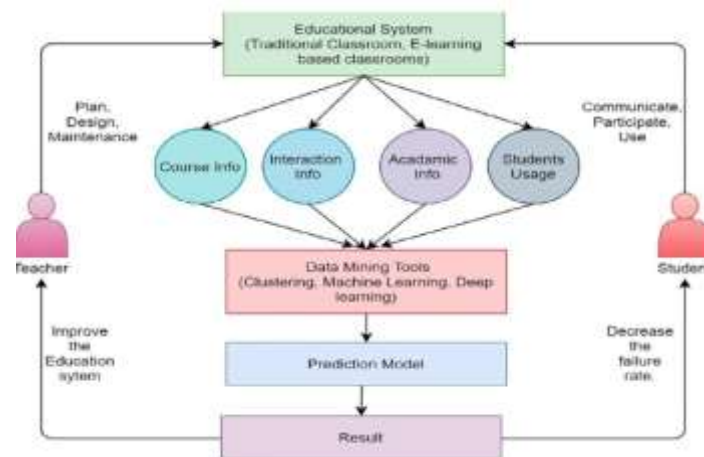 Educational System
(Traditional Classroom, E-learning
based classrooms)
Plan,
Design,
Maintenance
Communicate,
Participate,
Use
Course Info
Interaction
Info
Acadamic
Info
Students
Usage
Teacher
Student
Data Mining Tools
(Clustering, Machine Learning, Deep
learning)
Improve
the
Education
sytem
Decrease
the
failure
rate.
Prediction Model
Result